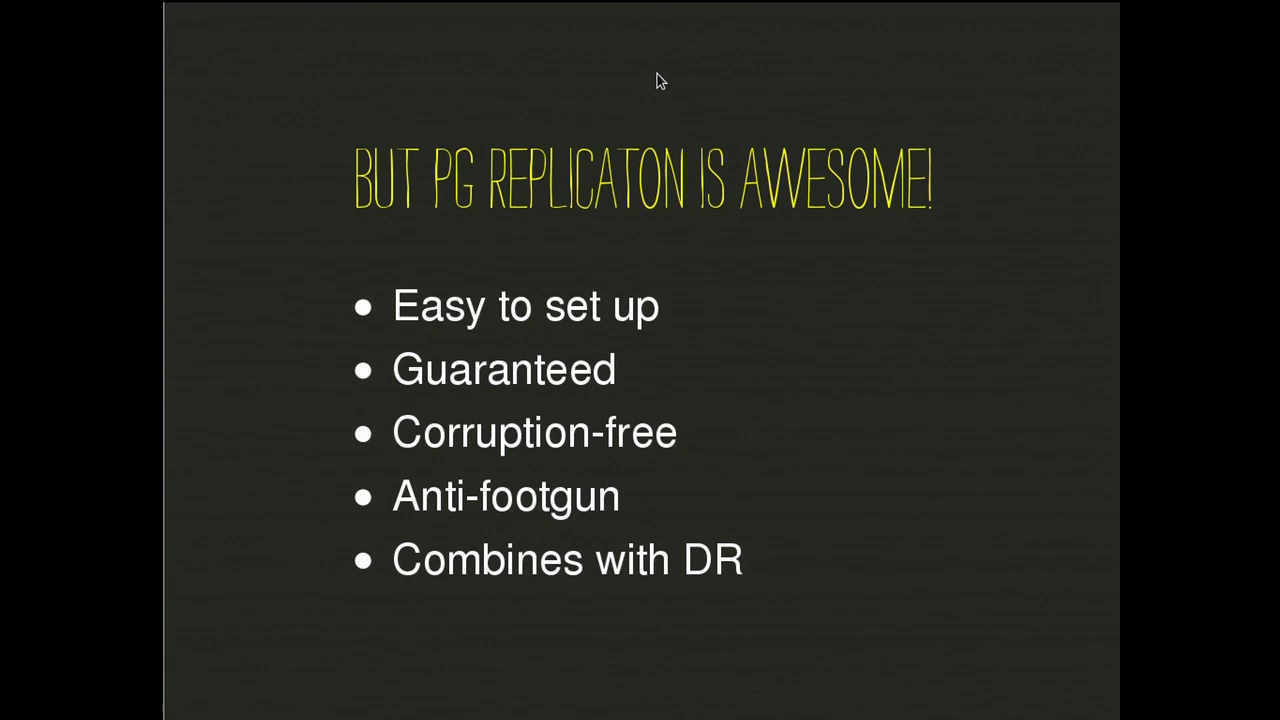 BUT PG REPLICATON IS AWESOME!
• Easy to set up
• Guaranteed
• Corruption-free
• Anti-footgun
• Combines with DR